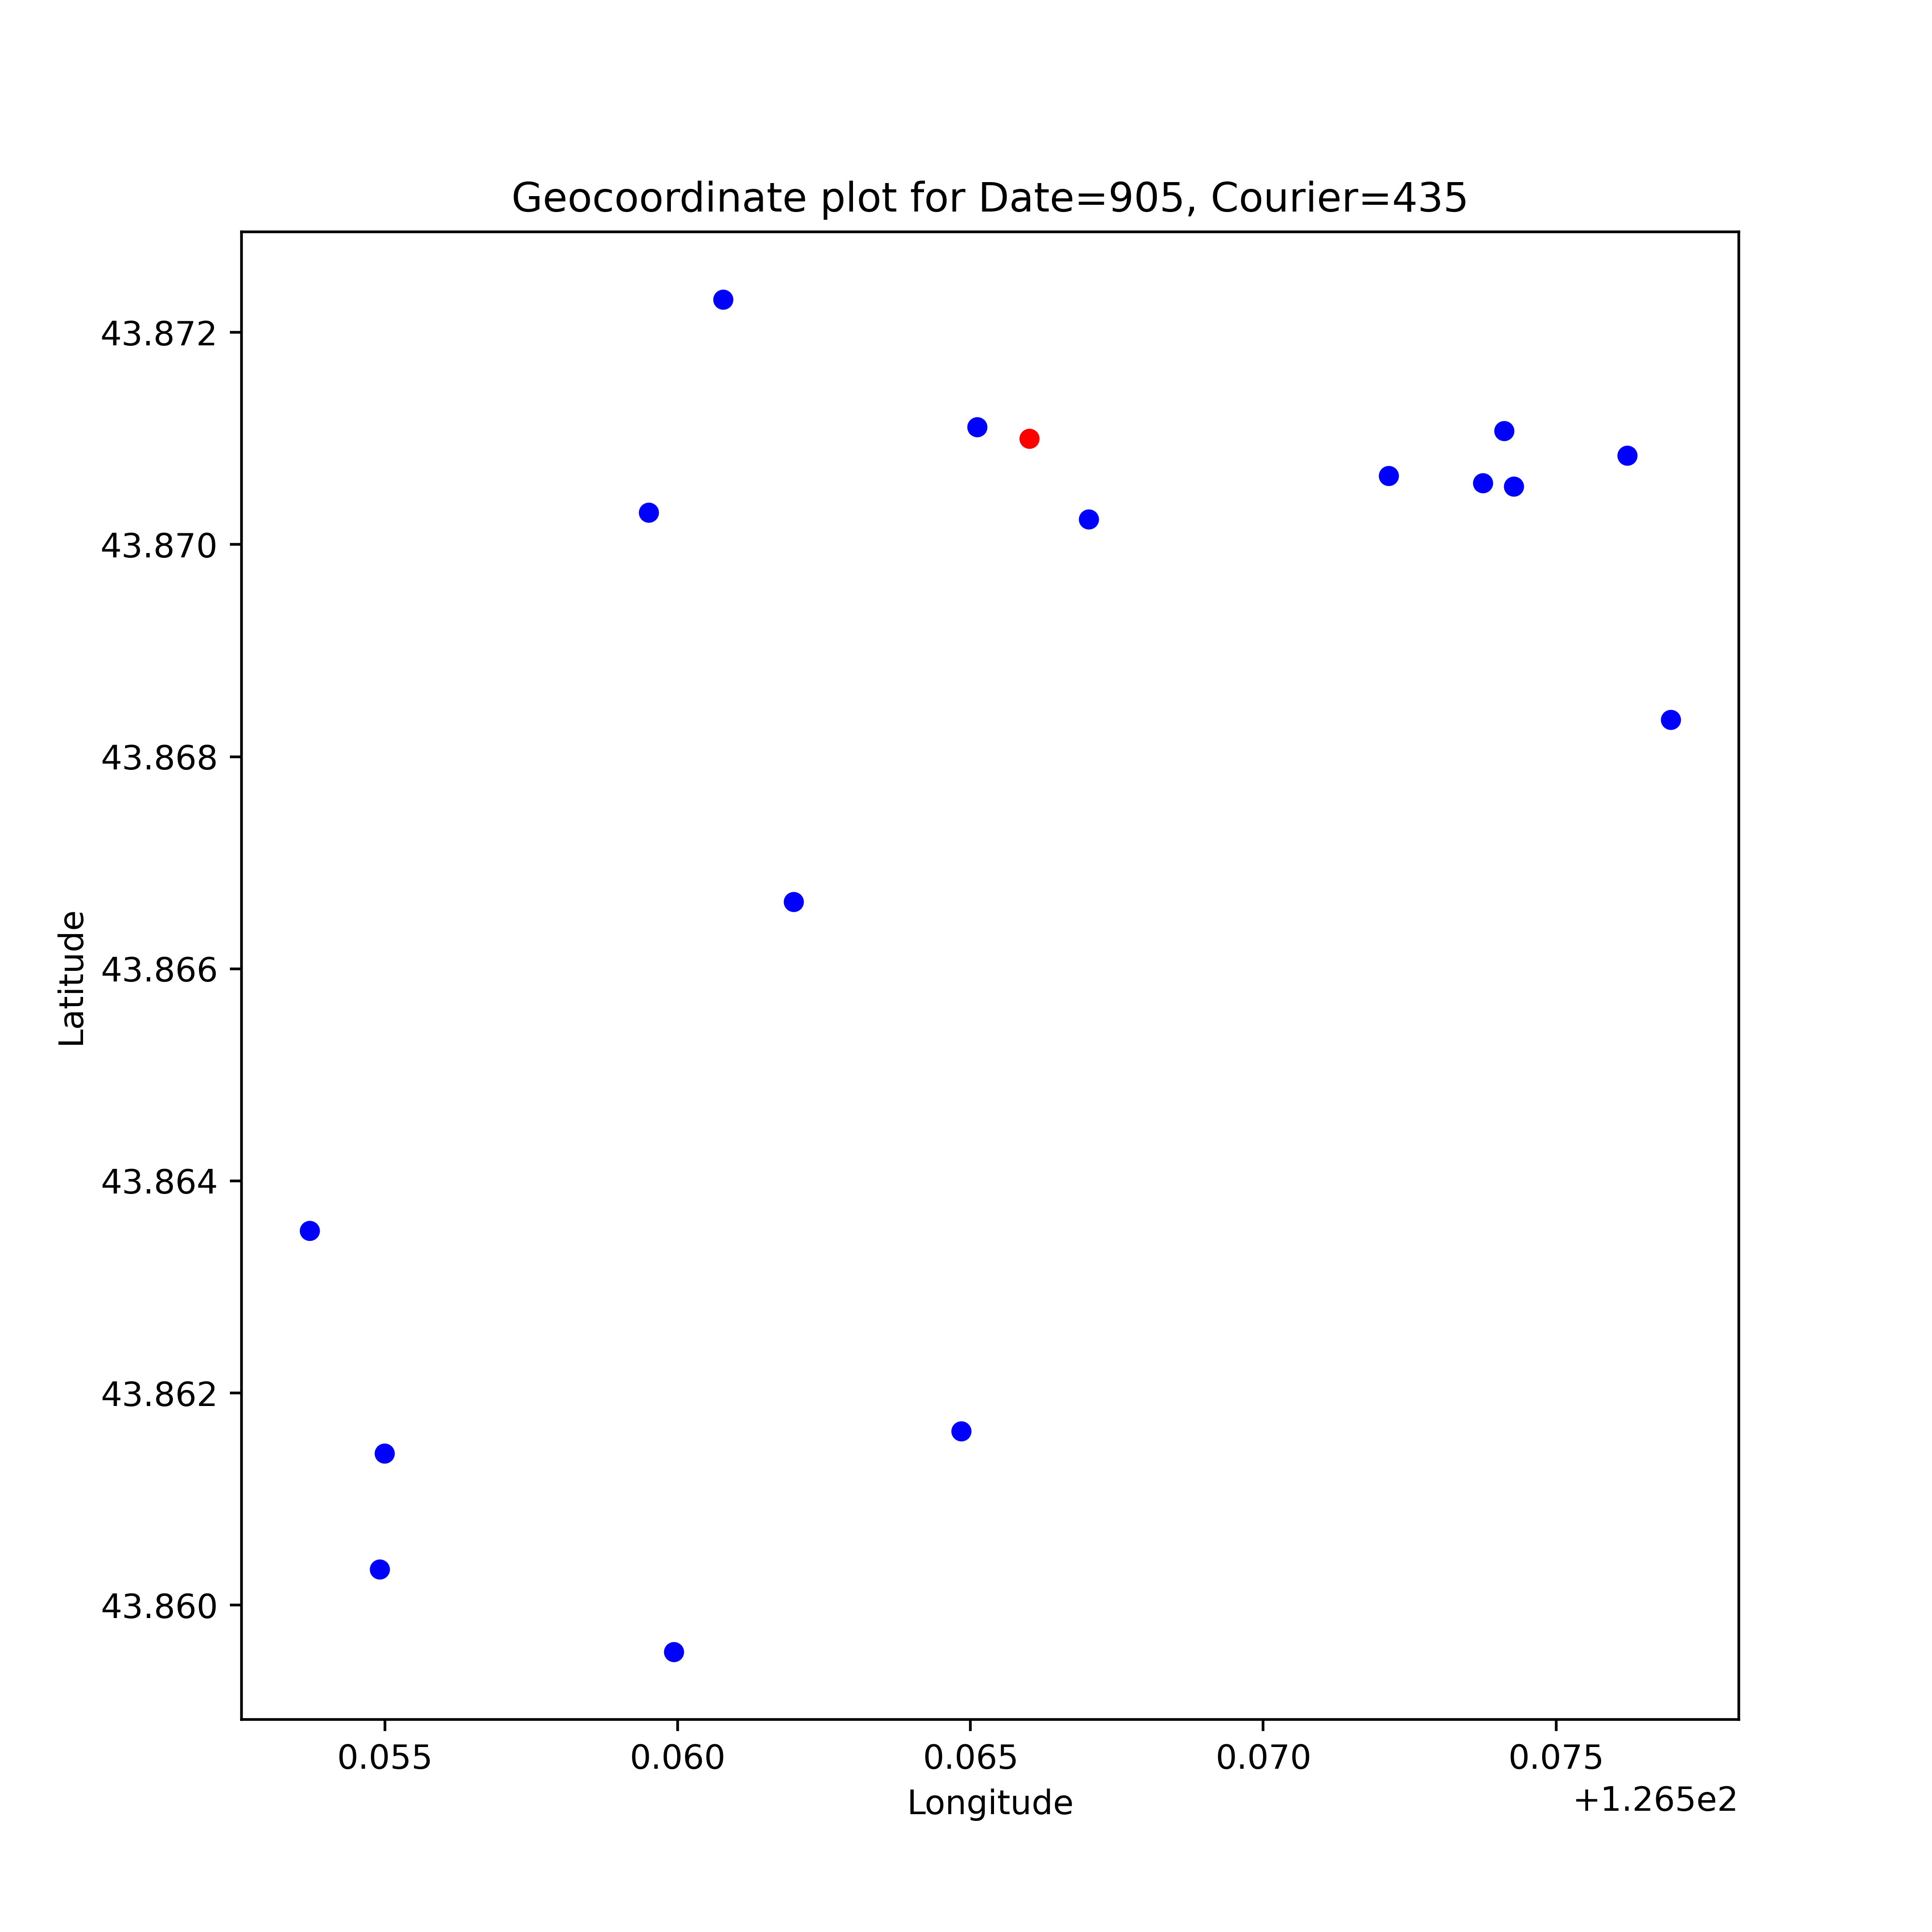 Geocoordinate plot for Date=905, Courier=435
43.872
43.870
43.868
43.866
43.864
43.862
43.860
Latitude
0.055 0.060 0.065 0.070 0.075
Longitude
+1.265e2